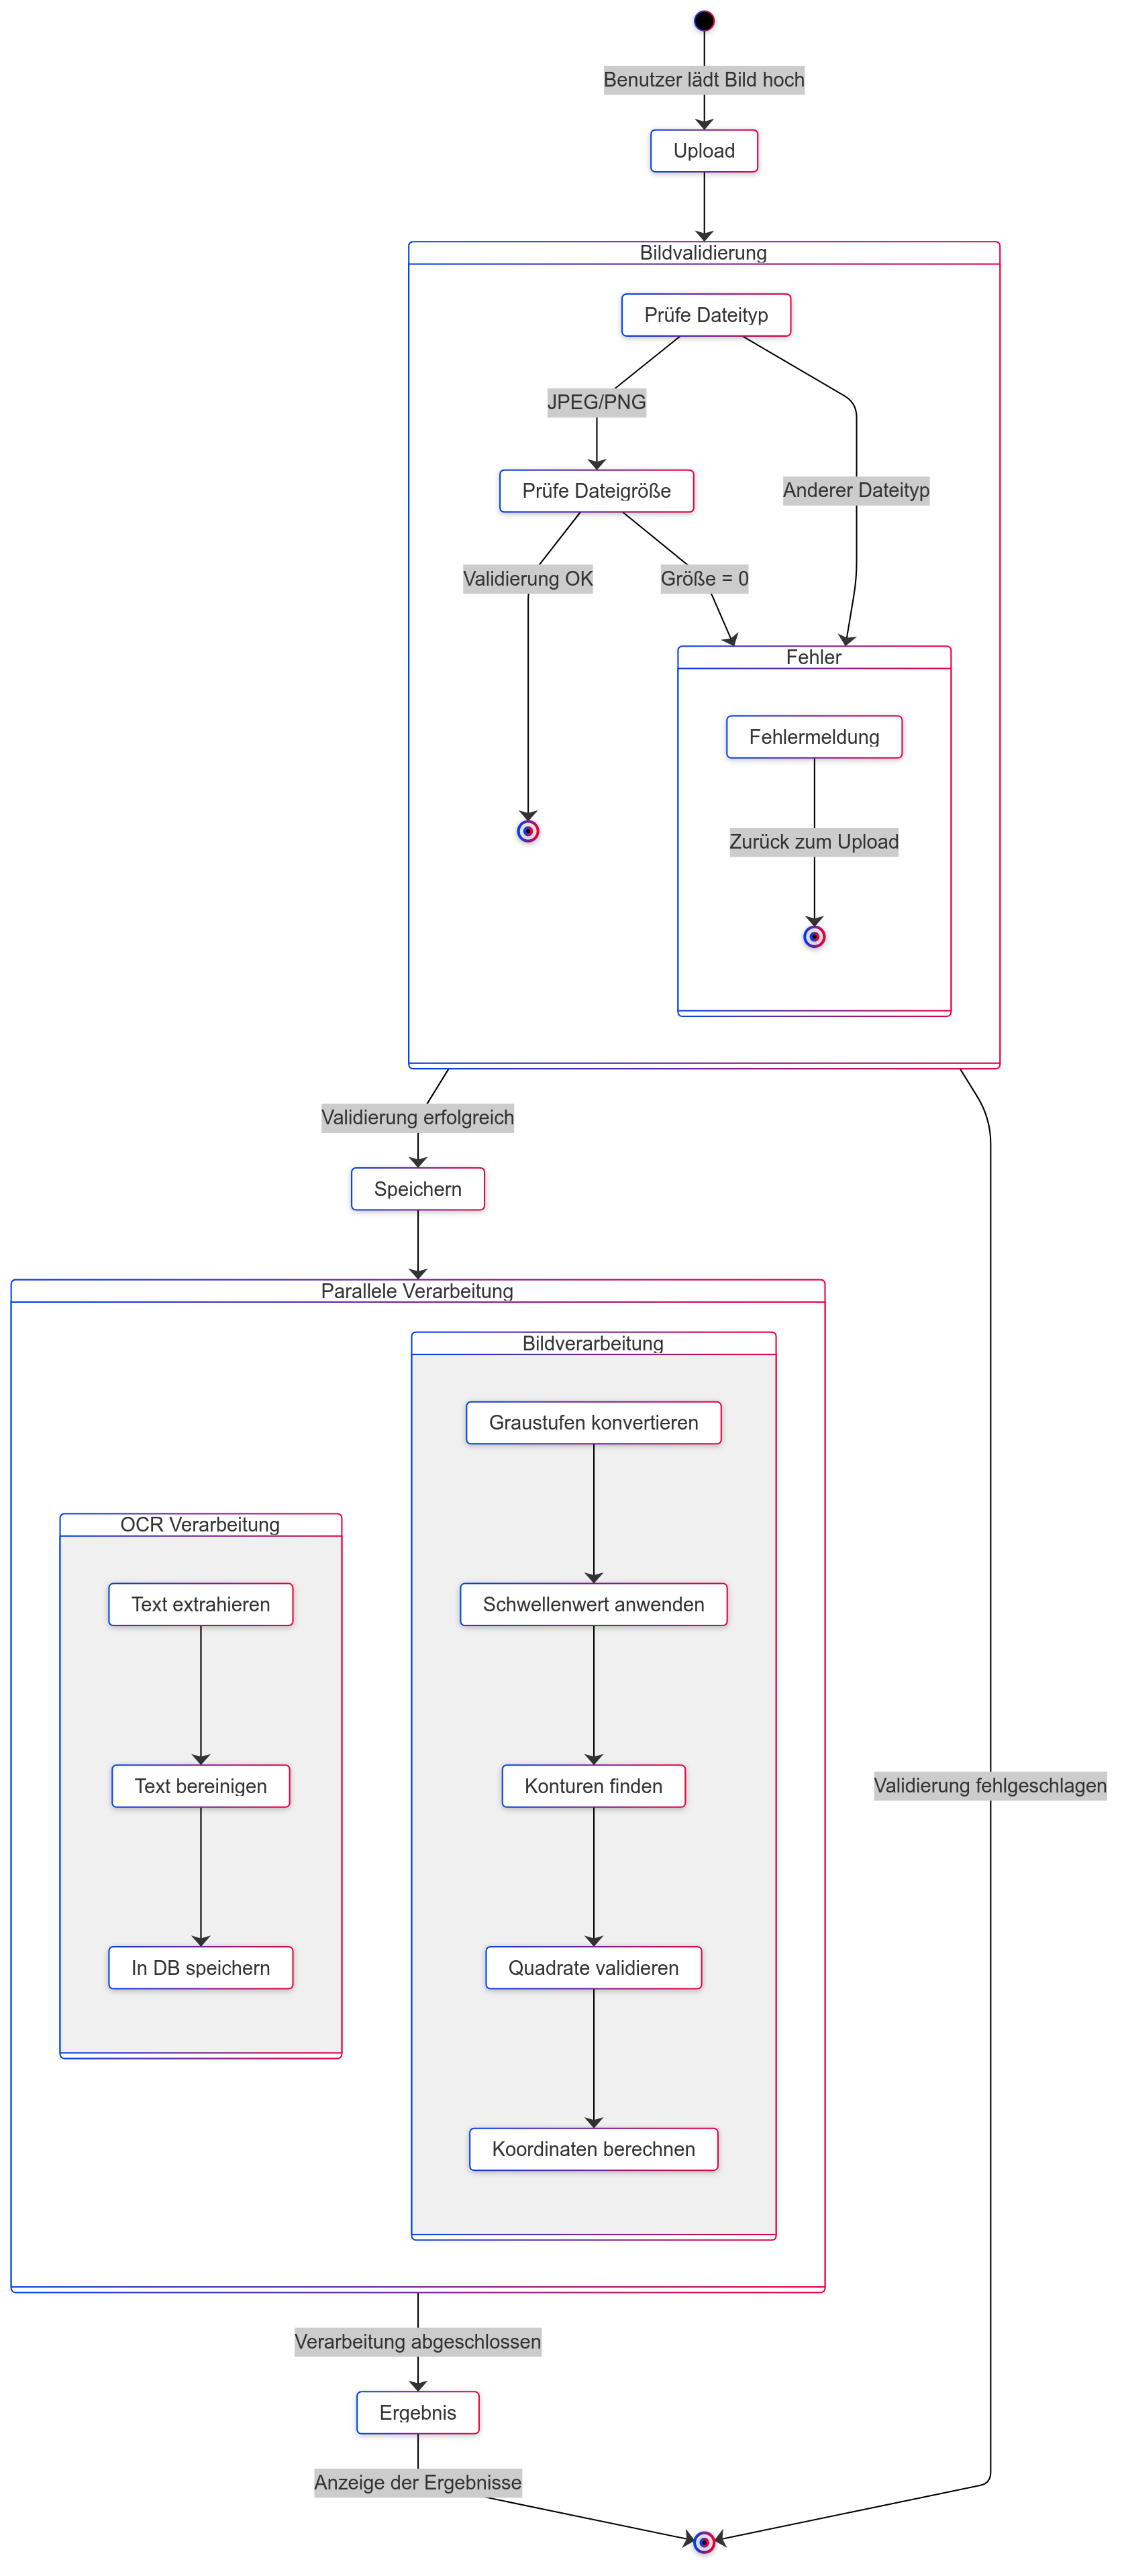 Benutzer lädt Bild hoch
Upload
Bildvalidierung
Prüfe Dateityp
JPEG/PNG
Prüfe Dateigröße
Anderer Dateityp
Validierung OK
Größe = 0
Fehler
Fehlermeldung
Zurück zum Upload
Validierung erfolgreich
Speichern
Parallele Verarbeitung
Bildverarbeitung
Graustufen konvertieren
OCR Verarbeitung
Text extrahieren
Schwellenwert anwenden
Text bereinigen
Konturen finden
Validierung fehlgeschlagen
In DB speichern
Quadrate validieren
Koordinaten berechnen
Verarbeitung abgeschlossen
Ergebnis
Anzeige der Ergebnisse